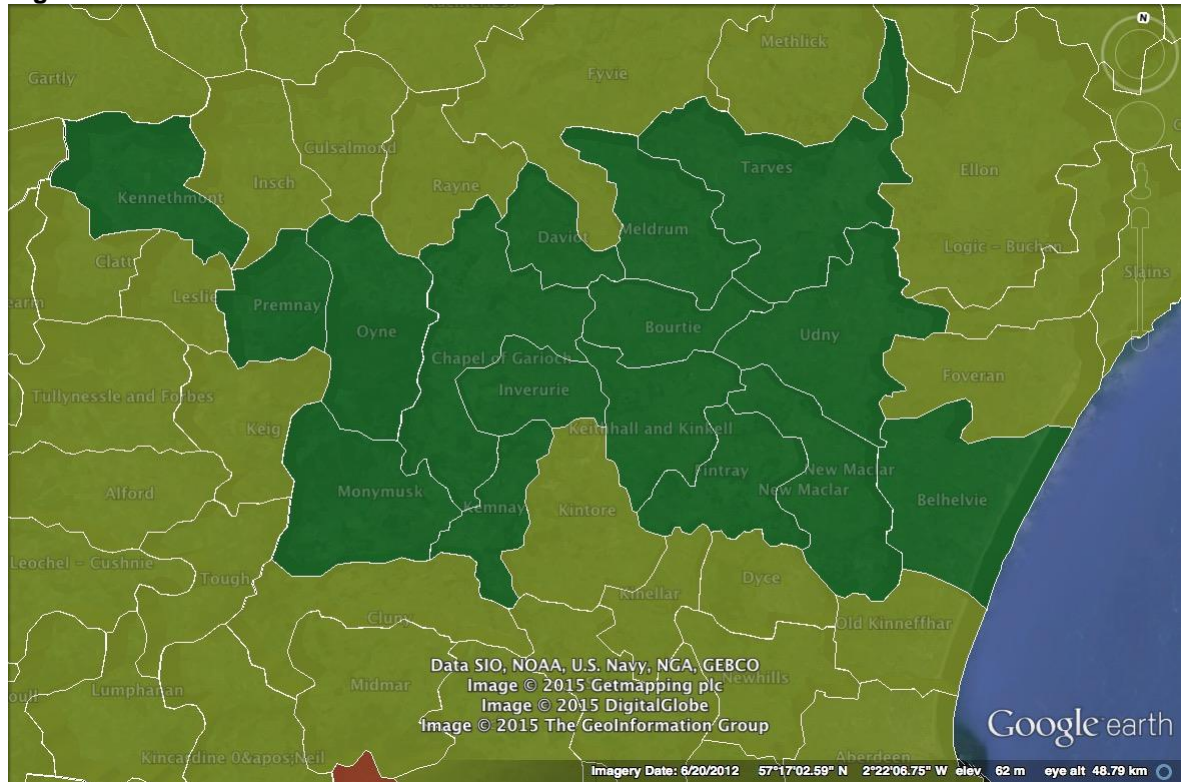 N
Methlick
Fyvie
Gartly
Culsalmond
Tarves
Insch
Rayne
Ellon
Kennethmont
Daviot
Meldrum
Logie - Buchan
Clatt
Slains
Leslie
Premnay
Oyne
Bourtie
Udny
Chapel of Garioch
Foveran
Inverurie
Tullynessle and Forbes
Keig
Keithhall and Kinkell
Fintray
New Maclar
Monymusk
New Maclar
Alford
Belhelvie
Kemnay
Kintore
Leochel - Cushnie
Tough
Dyce
Kinellar
Cluny
Old Kinneffhar
Data SIO, NOAA, U.S. Navy, NGA, GEBCO
Image © 2015 Getmapping plc
Newhills
Midmar
Lumphanan
Image © 2015 DigitalGlobe
Image © 2015 The GeoInformation Group
Google earth
Kincardine O&apos;Neil
Aberdeen
Imagery Date: 6/20/2012 57°17'02.59" N 2°22'06.75" W elev 62 m eye alt 48.79 km